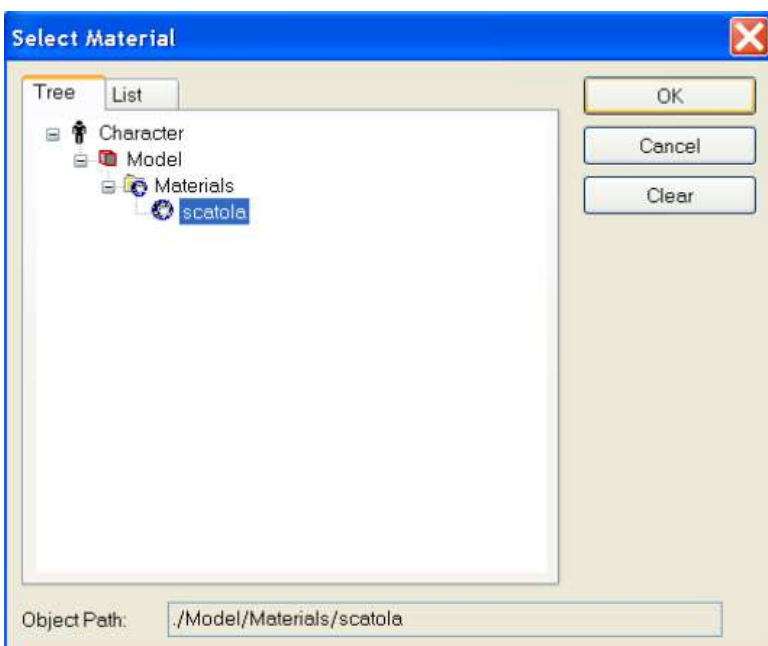 Select Material
Tree List
OK
Character
Cancel
Model
Materials
Clear
scatola
Object Path: ./Model/Materials/scatola